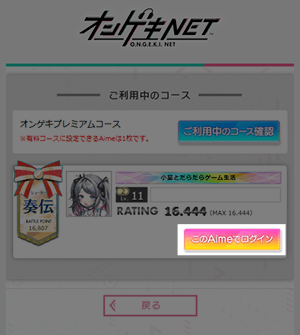 オンゲキNET
O.N.G.E.K.I. NET
ご利用中のコース
オンゲキプレミアムコース
※有料コースに設定できるAimeは1枚です。
ご利用中のコース確認
小菜とだらだらゲーム生活
奏伝
BATTLE POINT
16,807
Lv. 11
RATING 16.444 (MAX 16.444)
このAimeでログイン
戻る